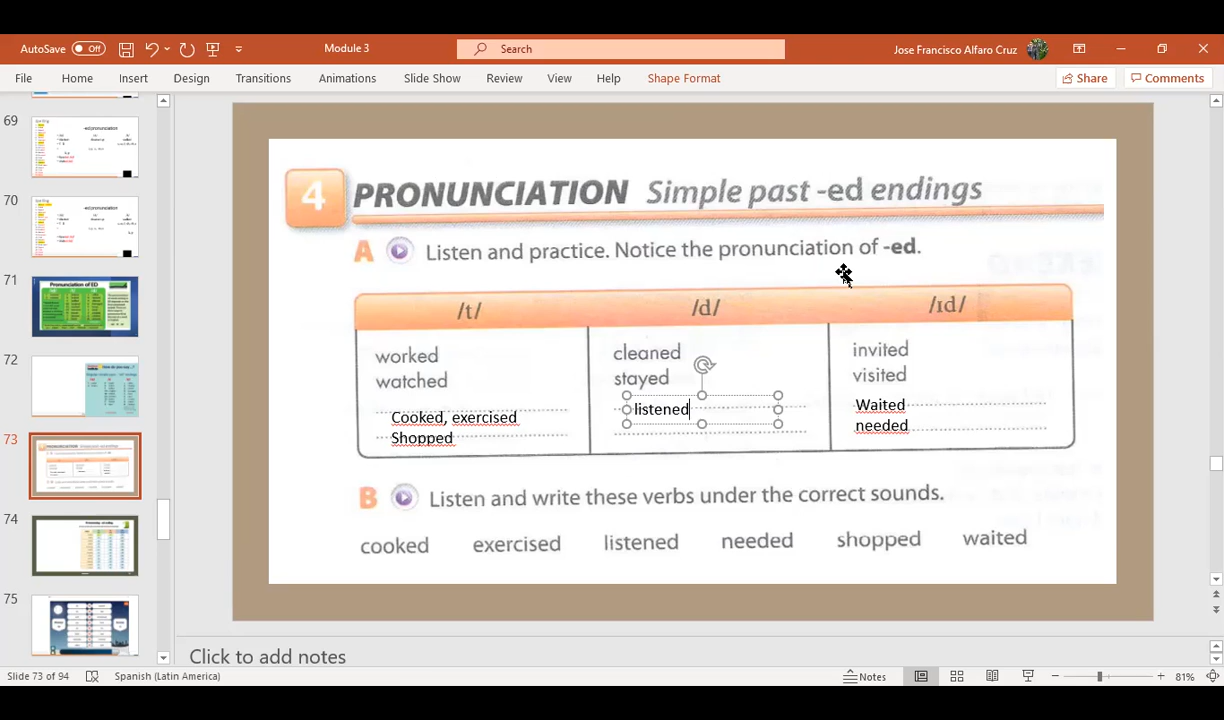 AutoSave Off Module 3 Search Jose Francisco Alfaro Cruz
File Home Insert Design Transitions Animations Slide Show Review View Help Shape Format Share Comments
69
70
71
Pronunciation of ED
72
73
74
75
4 PRONUNCIATION Simple past -ed endings
A Listen and practice. Notice the pronunciation of -ed.
/t/ /d/ /ɪd/
worked cleaned invited
watched stayed visited
Cooked, exercised listened Waited
Shopped needed
B Listen and write these verbs under the correct sounds.
cooked exercised listened needed shopped waited
Click to add notes
Slide 73 of 94 Spanish (Latin America) Notes 81%